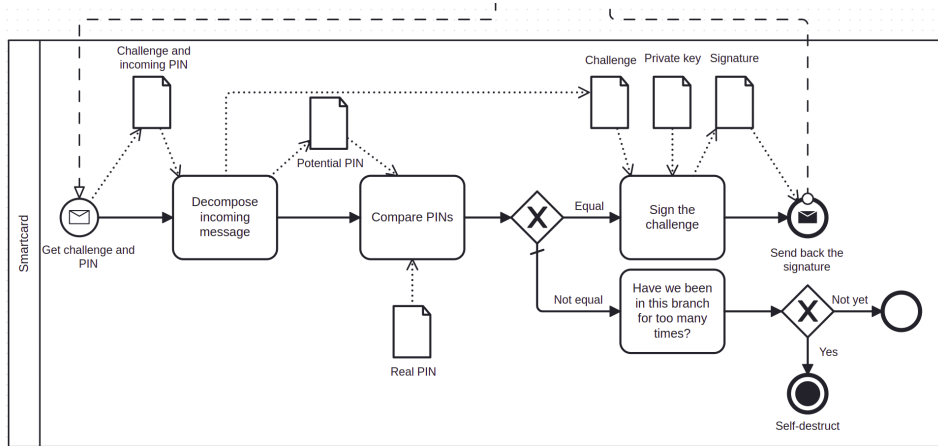 Smartcard
Challenge and
incoming PIN
Get challenge and
PIN
Decompose
incoming
message
Potential PIN
Compare PINs
Real PIN
X
Equal
Not equal
Challenge
Private key
Signature
Sign the
challenge
Send back the
signature
Have we been
in this branch
for too many
times?
X
Not yet
Yes
Self-destruct